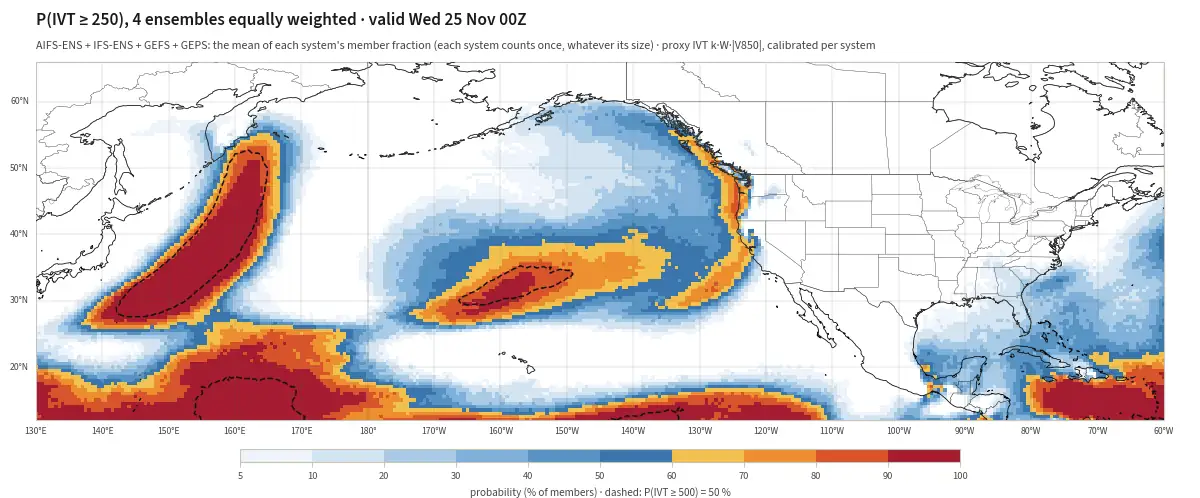 P(IVT ≥ 250), 4 ensembles equally weighted · valid Wed 25 Nov 00Z
AIFS-ENS + IFS-ENS + GEFS + GEPS: the mean of each system's member fraction (each system counts once, whatever its size) · proxy IVT k·W·|V850|, calibrated per system
60°N
50°N
40°N
30°N
20°N
130°E 140°E 150°E 160°E 170°E 180° 170°W 160°W 150°W 140°W 130°W 120°W 110°W 100°W 90°W 80°W 70°W 60°W
5 10 20 30 40 50 60 70 80 90 100
probability (% of members) · dashed: P(IVT ≥ 500) = 50 %